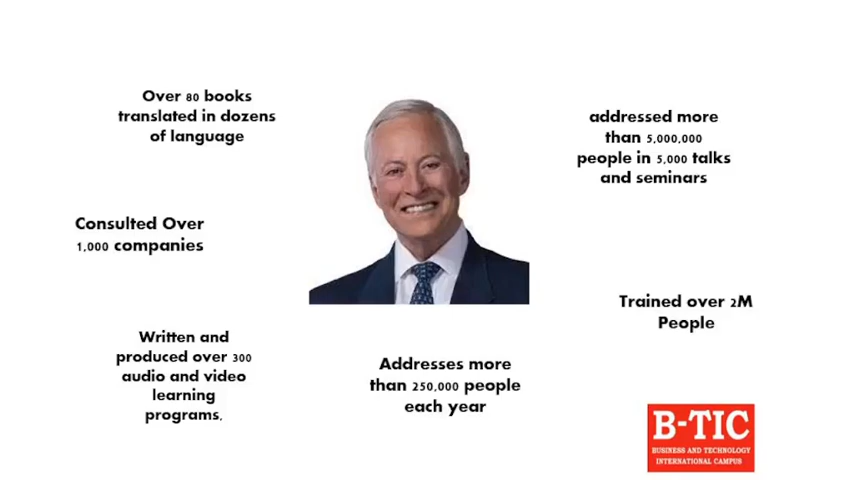 Over 80 books
translated in dozens
of language
addressed more
than 5,000,000
people in 5,000 talks
and seminars
Consulted Over
1,000 companies
Trained over 2M
People
Written and
produced over 300
audio and video
learning
programs.
Addresses more
than 250,000 people
each year
B-TIC
BUSINESS AND TECHNOLOGY
INTERNATIONAL CAMPUS